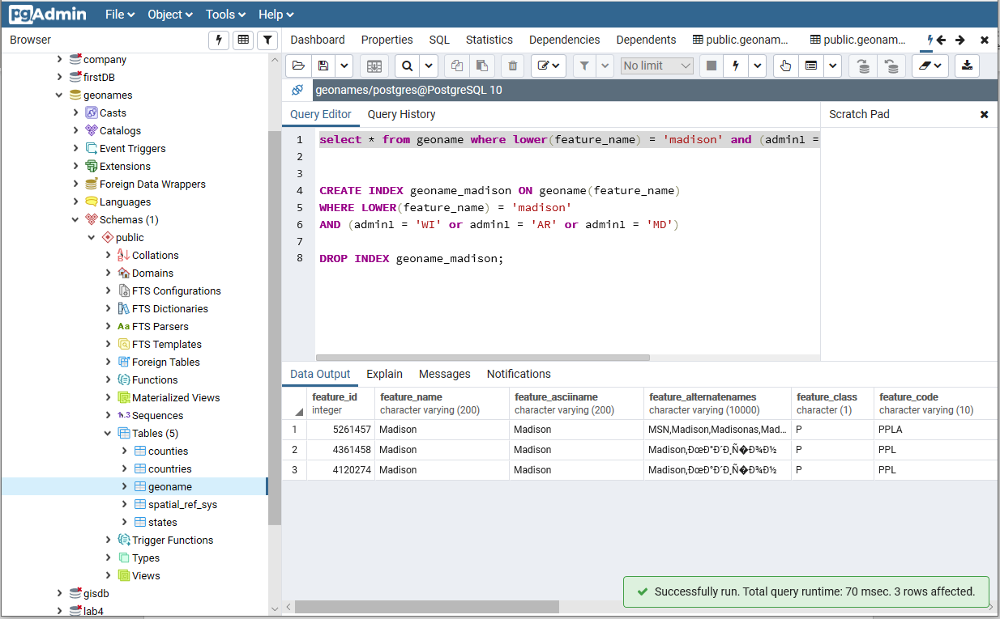 pgAdmin File Object Tools Help
Browser
Dashboard Properties SQL Statistics Dependencies Dependents public.geonam... public.geonam...
No limit
geonames/postgres@PostgreSQL 10
Query Editor Query History
Scratch Pad
company
firstDB
geonames
Casts
Catalogs
Event Triggers
Extensions
Foreign Data Wrappers
Languages
Schemas (1)
public
Collations
Domains
FTS Configurations
FTS Dictionaries
FTS Parsers
FTS Templates
Foreign Tables
Functions
Materialized Views
Sequences
Tables (5)
counties
countries
geoname
spatial_ref_sys
states
Trigger Functions
Types
Views
gisdb
lab4
1 select * from geoname where lower(feature_name) = 'madison' and (admin1 =
2
3
4 CREATE INDEX geoname_madison ON geoname(feature_name)
5 WHERE LOWER(feature_name) = 'madison'
6 AND (admin1 = 'WI' or admin1 = 'AR' or admin1 = 'MD')
7
8 DROP INDEX geoname_madison;
Data Output Explain Messages Notifications
feature_id feature_name feature_asciiname feature_alternatenames feature_class feature_code
integer character varying (200) character varying (200) character varying (10000) character (1) character varying (10)
1 5261457 Madison Madison MSN,Madison,Madisonas,Mad... P PPLA
2 4361458 Madison Madison Madison,ÐœÐ°Ð´Ð¸Ñ�Ð¾Ð½ P PPL
3 4120274 Madison Madison Madison,ÐœÐ°Ð´Ð¸Ñ�Ð¾Ð½ P PPL
Successfully run. Total query runtime: 70 msec. 3 rows affected.